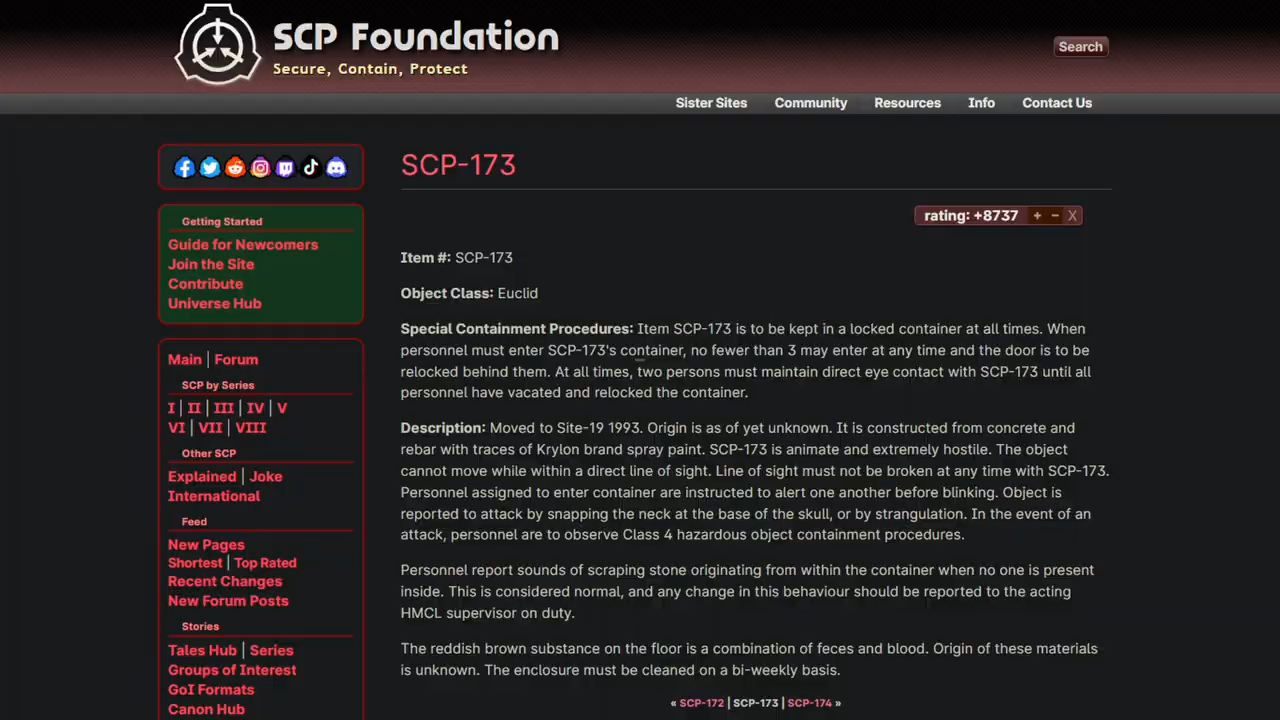 SCP Foundation
Secure, Contain, Protect
Search
Sister Sites Community Resources Info Contact Us
SCP-173
rating: +8737 + − X
Getting Started
Guide for Newcomers
Join the Site
Contribute
Universe Hub
Main | Forum
SCP by Series
I | II | III | IV | V
VI | VII | VIII
Other SCP
Explained | Joke
International
Feed
New Pages
Shortest | Top Rated
Recent Changes
New Forum Posts
Stories
Tales Hub | Series
Groups of Interest
GoI Formats
Canon Hub
Item #: SCP-173
Object Class: Euclid
Special Containment Procedures: Item SCP-173 is to be kept in a locked container at all times. When
personnel must enter SCP-173's container, no fewer than 3 may enter at any time and the door is to be
relocked behind them. At all times, two persons must maintain direct eye contact with SCP-173 until all
personnel have vacated and relocked the container.
Description: Moved to Site-19 1993. Origin is as of yet unknown. It is constructed from concrete and
rebar with traces of Krylon brand spray paint. SCP-173 is animate and extremely hostile. The object
cannot move while within a direct line of sight. Line of sight must not be broken at any time with SCP-173.
Personnel assigned to enter container are instructed to alert one another before blinking. Object is
reported to attack by snapping the neck at the base of the skull, or by strangulation. In the event of an
attack, personnel are to observe Class 4 hazardous object containment procedures.
Personnel report sounds of scraping stone originating from within the container when no one is present
inside. This is considered normal, and any change in this behaviour should be reported to the acting
HMCL supervisor on duty.
The reddish brown substance on the floor is a combination of feces and blood. Origin of these materials
is unknown. The enclosure must be cleaned on a bi-weekly basis.
« SCP-172 | SCP-173 | SCP-174 »